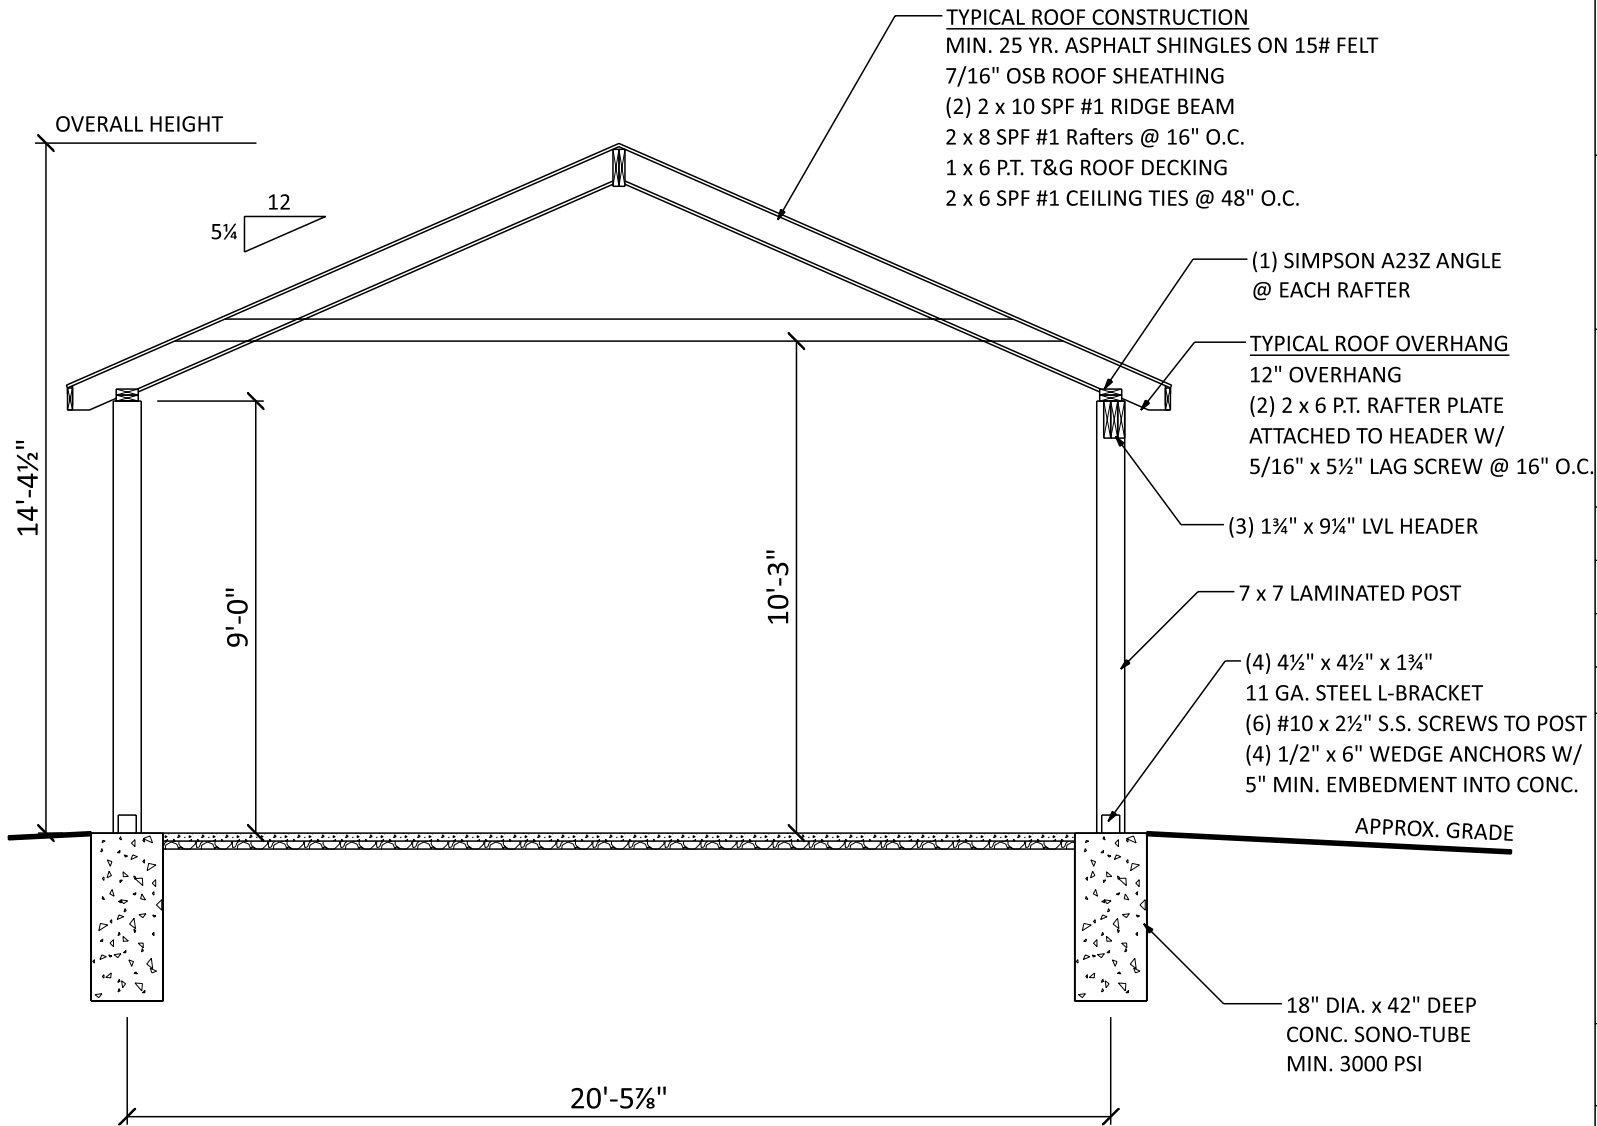 TYPICAL ROOF CONSTRUCTION
MIN. 25 YR. ASPHALT SHINGLES ON 15# FELT
7/16" OSB ROOF SHEATHING
(2) 2 x 10 SPF #1 RIDGE BEAM
2 x 8 SPF #1 Rafters @ 16" O.C.
1 x 6 P.T. T&G ROOF DECKING
2 x 6 SPF #1 CEILING TIES @ 48" O.C.
OVERALL HEIGHT
12
5¼
(1) SIMPSON A23Z ANGLE
@ EACH RAFTER
TYPICAL ROOF OVERHANG
12" OVERHANG
(2) 2 x 6 P.T. RAFTER PLATE
ATTACHED TO HEADER W/
5/16" x 5½" LAG SCREW @ 16" O.C.
14'-4½"
(3) 1¾" x 9¼" LVL HEADER
9'-0"
10'-3"
7 x 7 LAMINATED POST
(4) 4½" x 4½" x 1¾"
11 GA. STEEL L-BRACKET
(6) #10 x 2½" S.S. SCREWS TO POST
(4) 1/2" x 6" WEDGE ANCHORS W/
5" MIN. EMBEDMENT INTO CONC.
APPROX. GRADE
18" DIA. x 42" DEEP
CONC. SONO-TUBE
MIN. 3000 PSI
20'-5⅞"